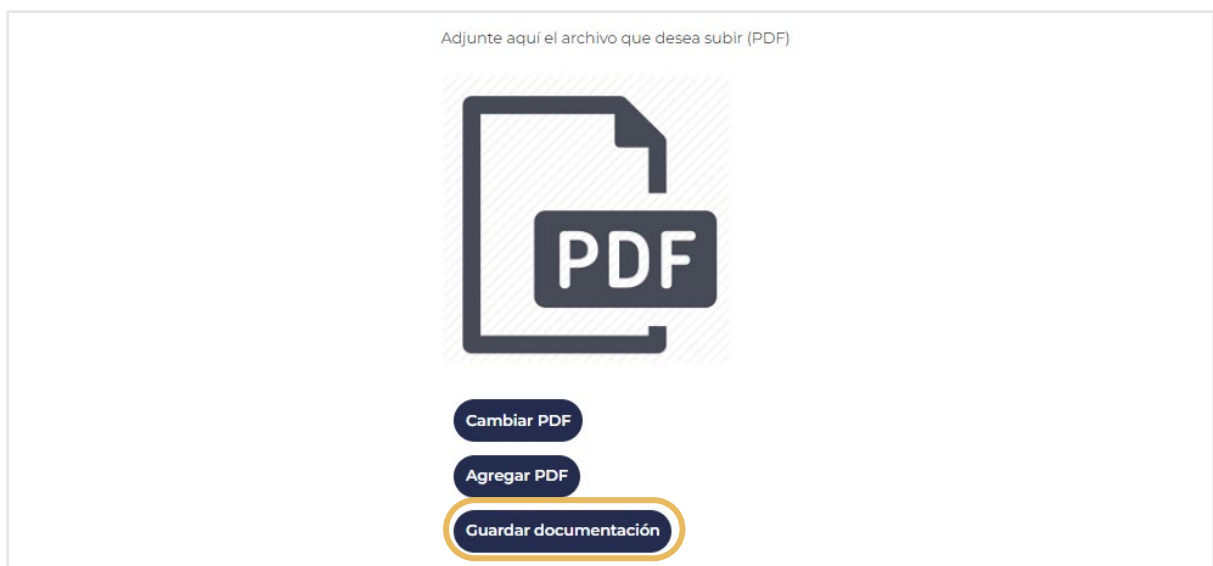 Adjunte aquí el archivo que desea subir (PDF)
PDF
Cambiar PDF
Agregar PDF
Guardar documentación